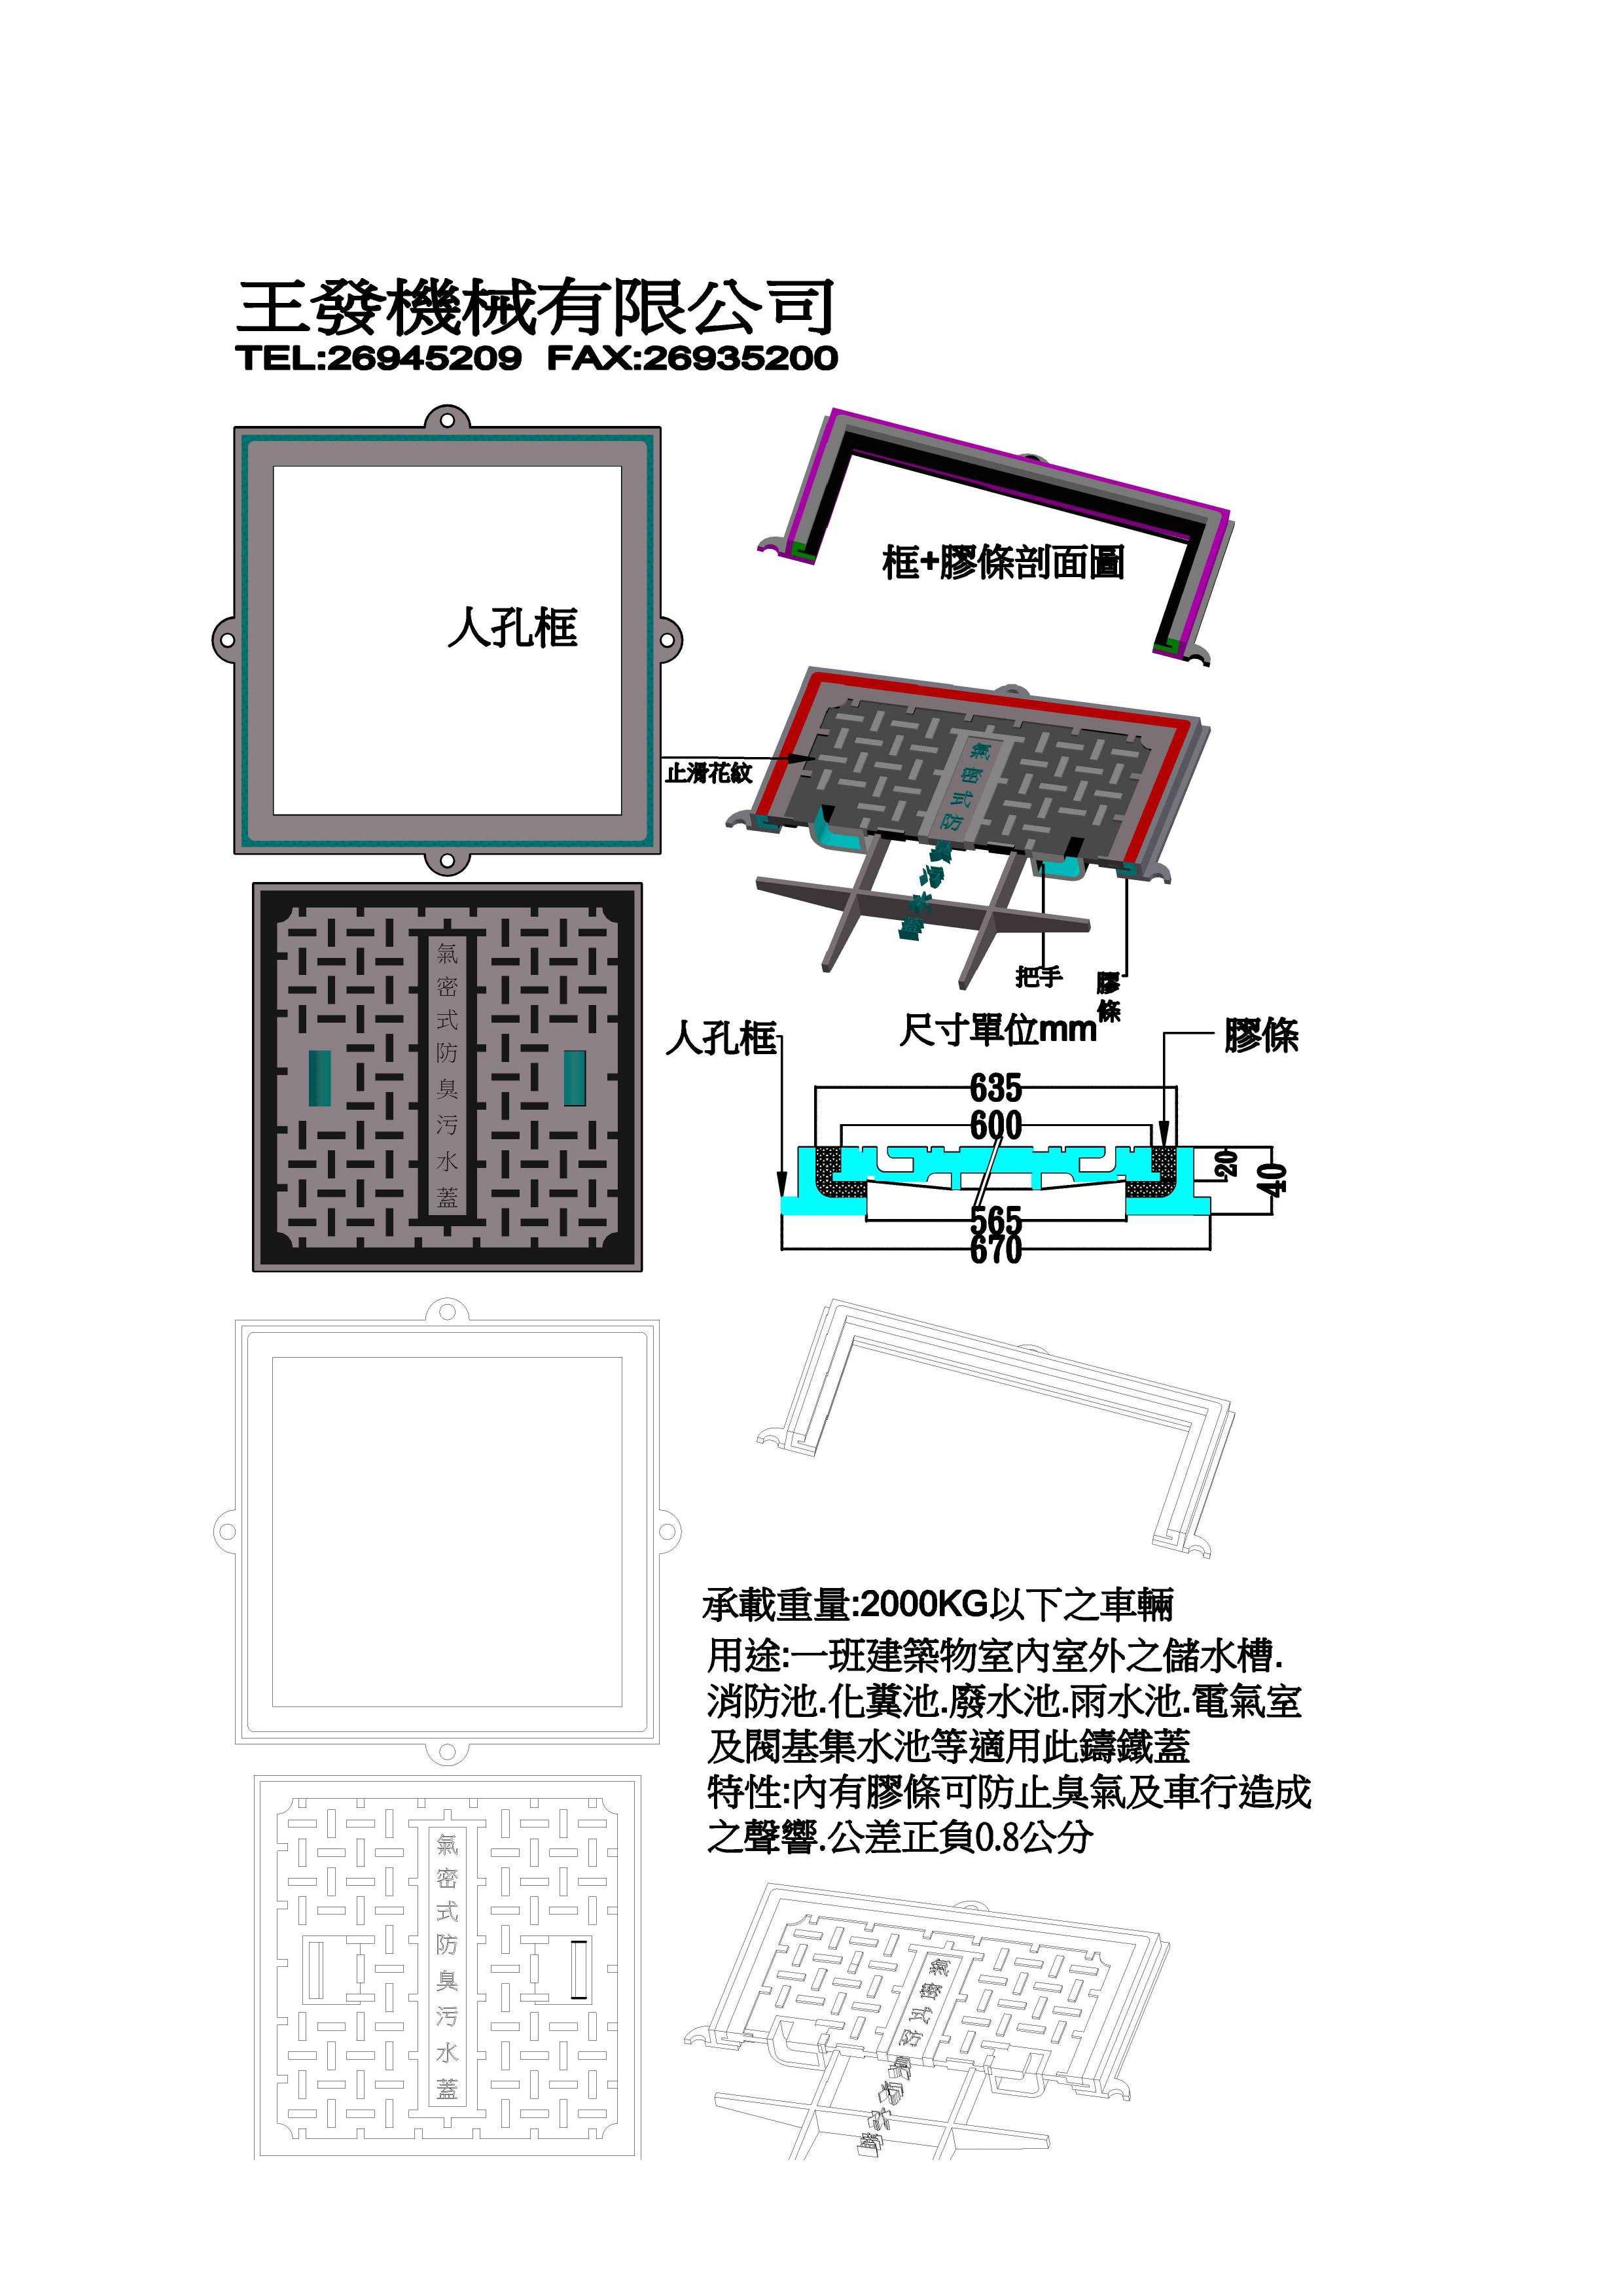 王發機械有限公司
TEL:26945209 FAX:26935200
人孔框
框+膠條剖面圖
止滑花紋
氣密式防臭污水蓋
氣密式防臭污水蓋
把手
膠條
人孔框
尺寸單位mm
膠條
635
600
20
40
565
670
承載重量:2000KG以下之車輛
用途:一班建築物室內室外之儲水槽.
消防池.化糞池.廢水池.雨水池.電氣室
及閥基集水池等適用此鑄鐵蓋
特性:內有膠條可防止臭氣及車行造成
之聲響.公差正負0.8公分
氣密式防臭污水蓋
氣密式防臭污水蓋